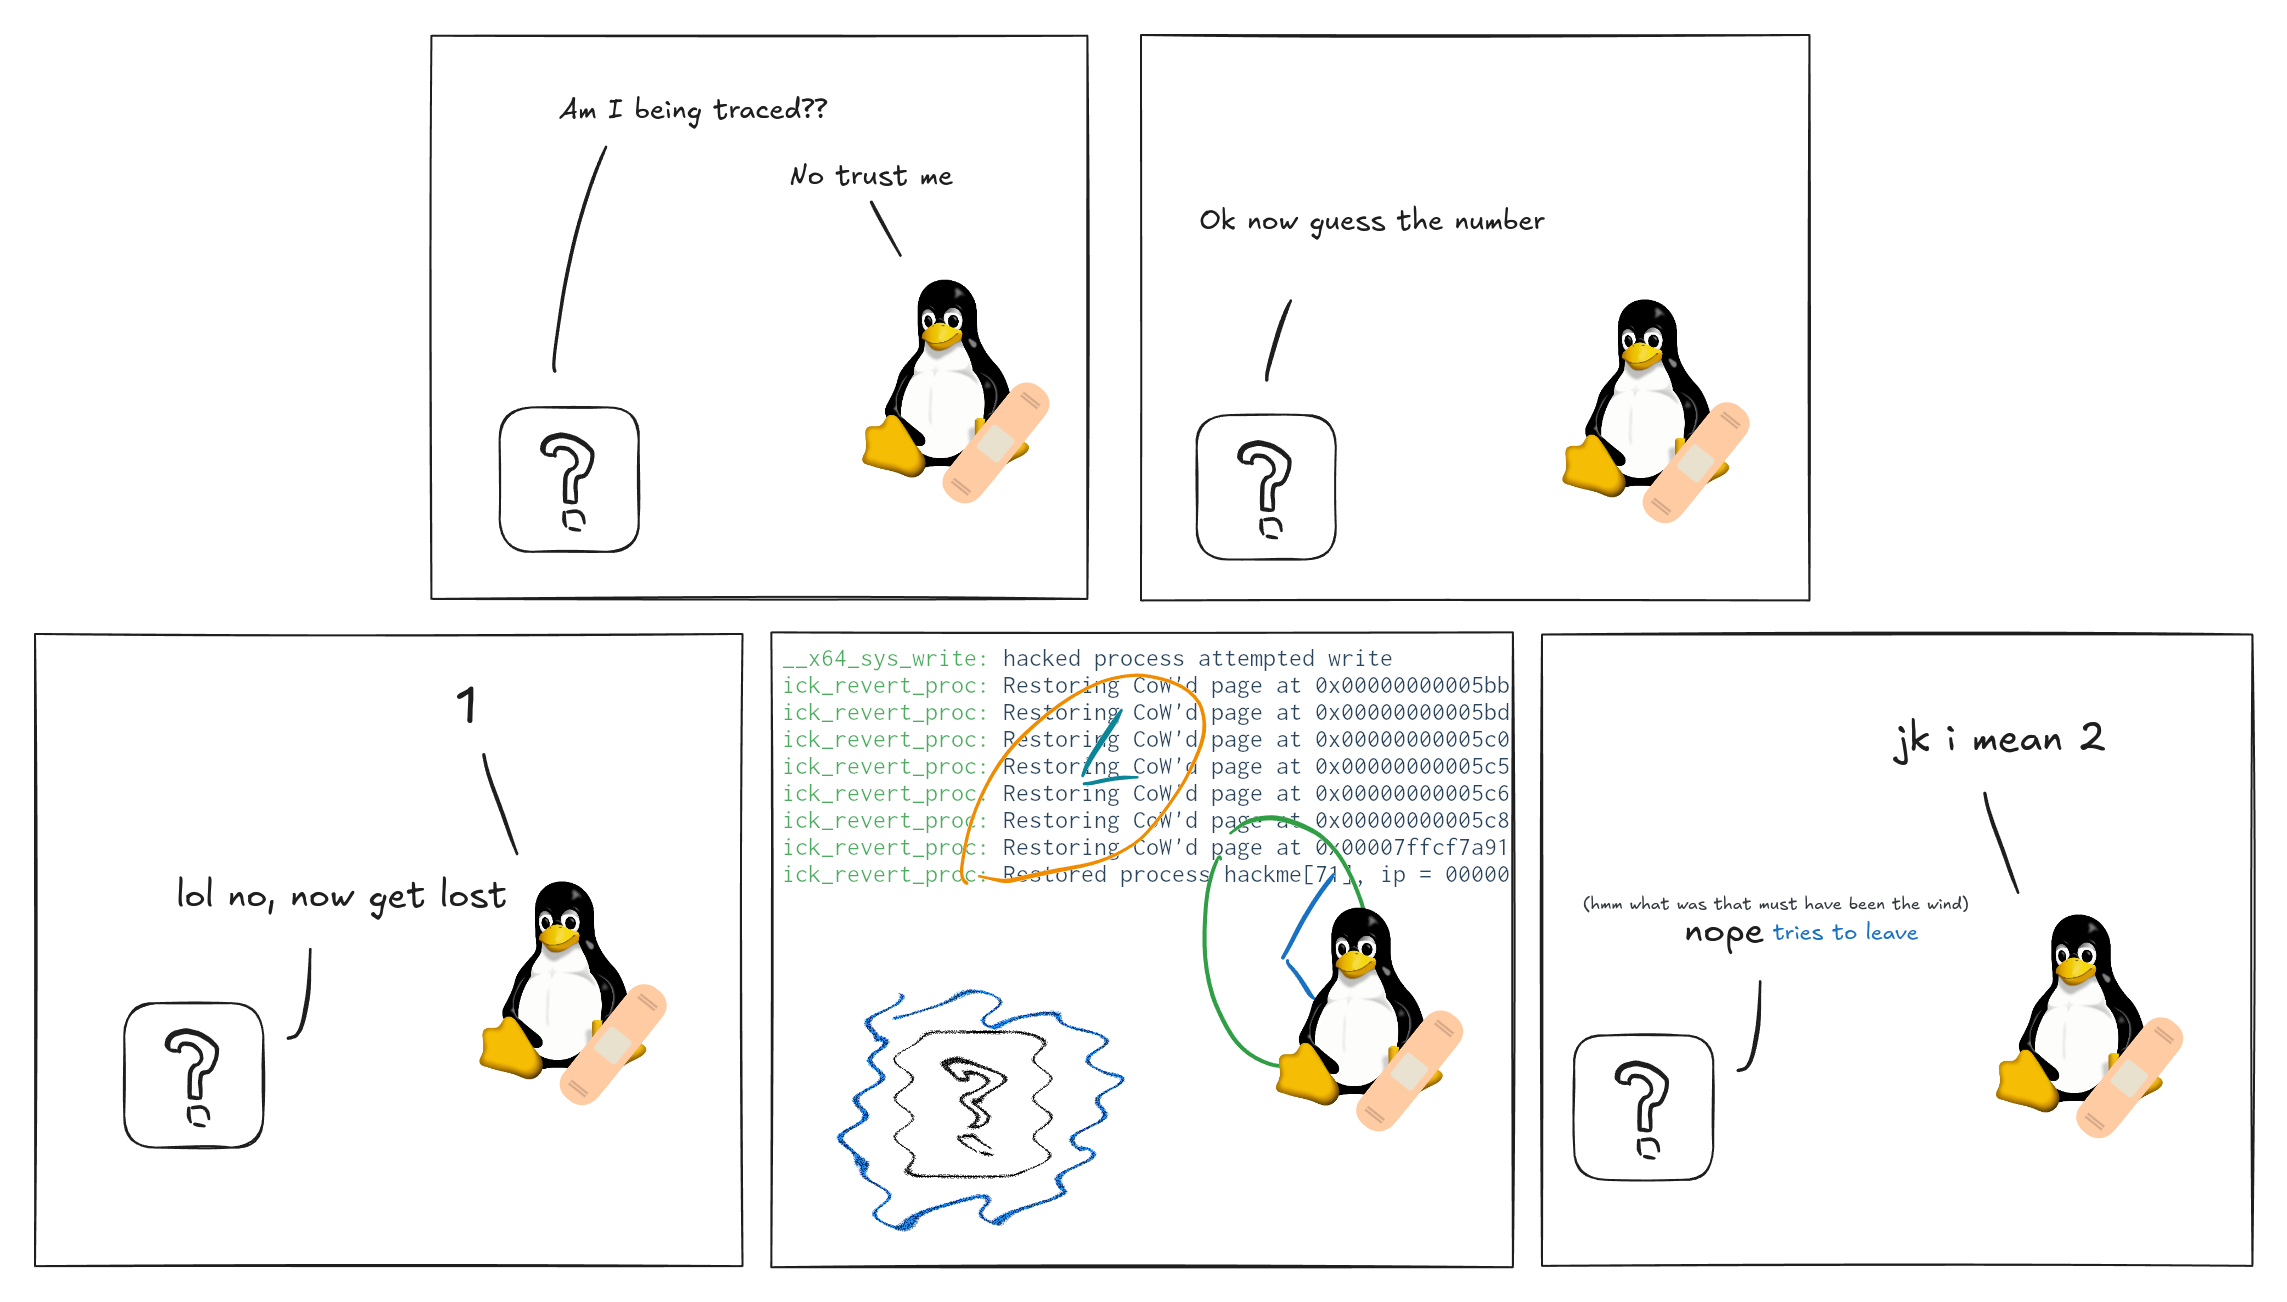 Am I being traced??
No trust me
Ok now guess the number
1
lol no, now get lost
__x64_sys_write: hacked process attempted write
ick_revert_proc: Restoring CoW'd page at 0x00000000005bb
ick_revert_proc: Restoring CoW'd page at 0x00000000005bd
ick_revert_proc: Restoring CoW'd page at 0x00000000005c0
ick_revert_proc: Restoring CoW'd page at 0x00000000005c5
ick_revert_proc: Restoring CoW'd page at 0x00000000005c6
ick_revert_proc: Restoring CoW'd page at 0x00000000005c8
ick_revert_proc: Restoring CoW'd page at 0x00007ffcf7a91
ick_revert_proc: Restored process hackme[71], ip = 00000
?
?
?
?
?
jk i mean 2
(hmm what was that must have been the wind)
nope tries to leave